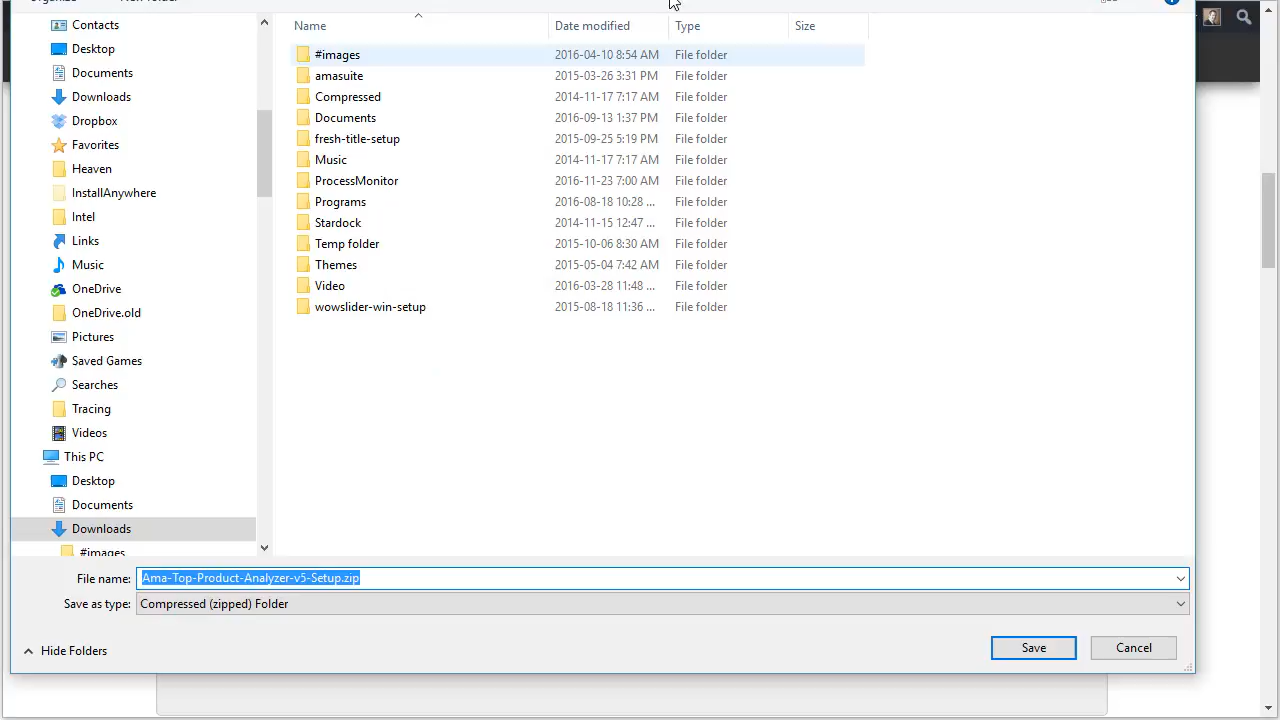 Organize New folder
Name Date modified Type Size
Contacts
Desktop
Documents
Downloads
Dropbox
Favorites
Heaven
InstallAnywhere
Intel
Links
Music
OneDrive
OneDrive.old
Pictures
Saved Games
Searches
Tracing
Videos
This PC
Desktop
Documents
Downloads
#images
#images 2016-04-10 8:54 AM File folder
amasuite 2015-03-26 3:31 PM File folder
Compressed 2014-11-17 7:17 AM File folder
Documents 2016-09-13 1:37 PM File folder
fresh-title-setup 2015-09-25 5:19 PM File folder
Music 2014-11-17 7:17 AM File folder
ProcessMonitor 2016-11-23 7:00 AM File folder
Programs 2016-08-18 10:28 ... File folder
Stardock 2014-11-15 12:47 ... File folder
Temp folder 2015-10-06 8:30 AM File folder
Themes 2015-05-04 7:42 AM File folder
Video 2016-03-28 11:48 ... File folder
wowslider-win-setup 2015-08-18 11:36 ... File folder
File name: Ama-Top-Product-Analyzer-v5-Setup.zip
Save as type: Compressed (zipped) Folder
Hide Folders Save Cancel